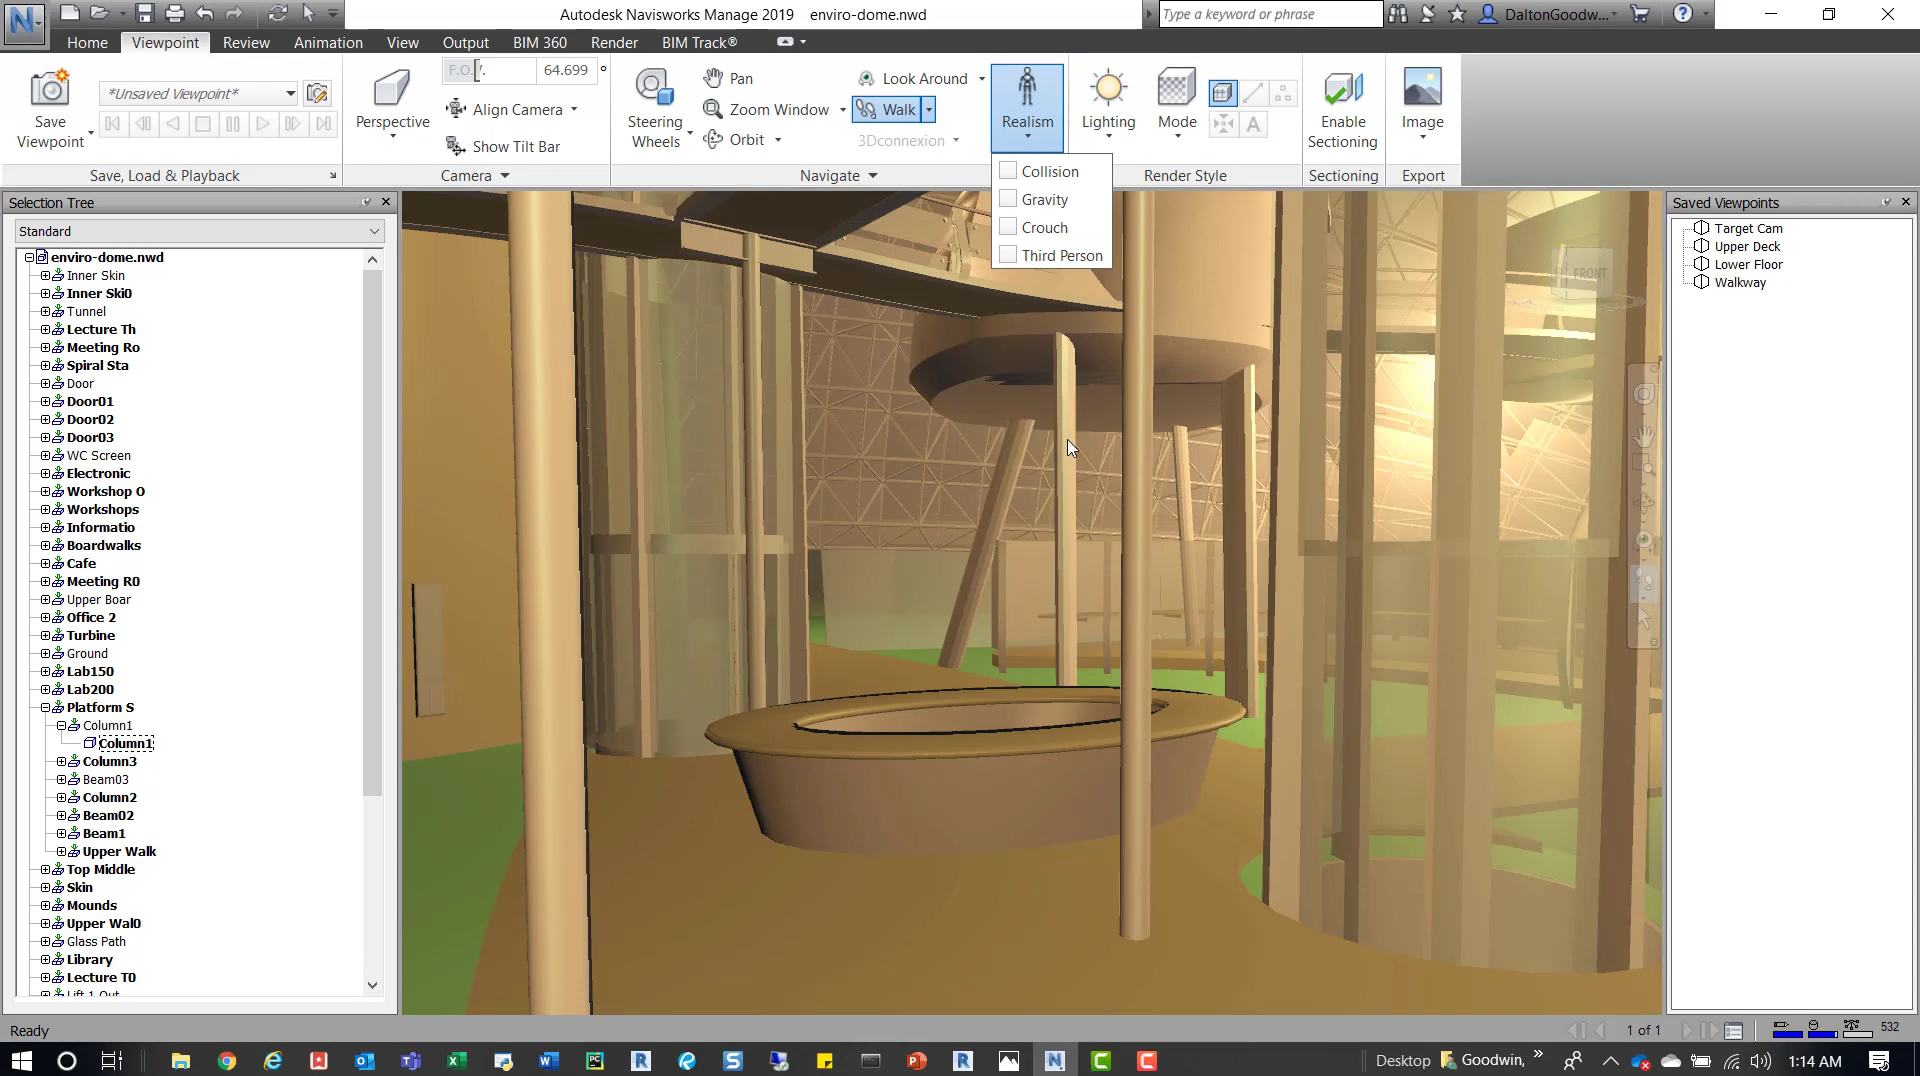 Autodesk Navisworks Manage 2019 enviro-dome.nwd
Type a keyword or phrase
DaltonGoodw...
Home Viewpoint Review Animation View Output BIM 360 Render BIM Track®
Save Viewpoint
*Unsaved Viewpoint*
Perspective
F.O.V. 64.699 °
Align Camera
Show Tilt Bar
Steering Wheels
Pan
Zoom Window
Orbit
Look Around
Walk
3Dconnexion
Realism
Lighting
Mode
A
Enable Sectioning
Image
Save, Load & Playback
Camera
Navigate
Render Style
Sectioning
Export
Collision
Gravity
Crouch
Third Person
Selection Tree
Standard
enviro-dome.nwd
Inner Skin
Inner Ski0
Tunnel
Lecture Th
Meeting Ro
Spiral Sta
Door
Door01
Door02
Door03
WC Screen
Electronic
Workshop O
Workshops
Informatio
Boardwalks
Cafe
Meeting R0
Upper Boar
Office 2
Turbine
Ground
Lab150
Lab200
Platform S
Column1
Column1
Column3
Beam03
Column2
Beam02
Beam1
Upper Walk
Top Middle
Skin
Mounds
Upper Wal0
Glass Path
Library
Lecture T0
Lift 1 Out
FRONT
Saved Viewpoints
Target Cam
Upper Deck
Lower Floor
Walkway
Ready
1 of 1
532
Desktop
Goodwin,
1:14 AM